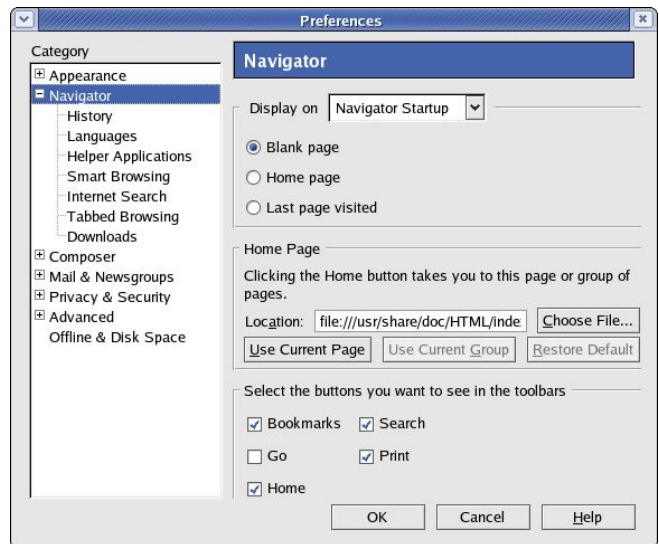 Preferences
Category
Appearance
Navigator
History
Languages
Helper Applications
Smart Browsing
Internet Search
Tabbed Browsing
Downloads
Composer
Mail & Newsgroups
Privacy & Security
Advanced
Offline & Disk Space
Navigator
Display on Navigator Startup
Blank page
Home page
Last page visited
Home Page
Clicking the Home button takes you to this page or group of
pages.
Location: file:///usr/share/doc/HTML/inde Choose File...
Use Current Page Use Current Group Restore Default
Select the buttons you want to see in the toolbars
Bookmarks Search
Go Print
Home
OK Cancel Help